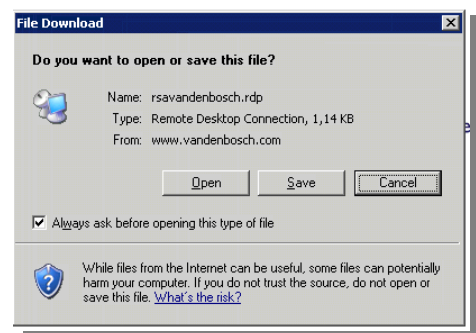 File Download
Do you want to open or save this file?
Name: rsavandenbosch.rdp
Type: Remote Desktop Connection, 1,14 KB
From: www.vandenbosch.com
Open Save Cancel
Always ask before opening this type of file
While files from the Internet can be useful, some files can potentially
harm your computer. If you do not trust the source, do not open or
save this file. What's the risk?